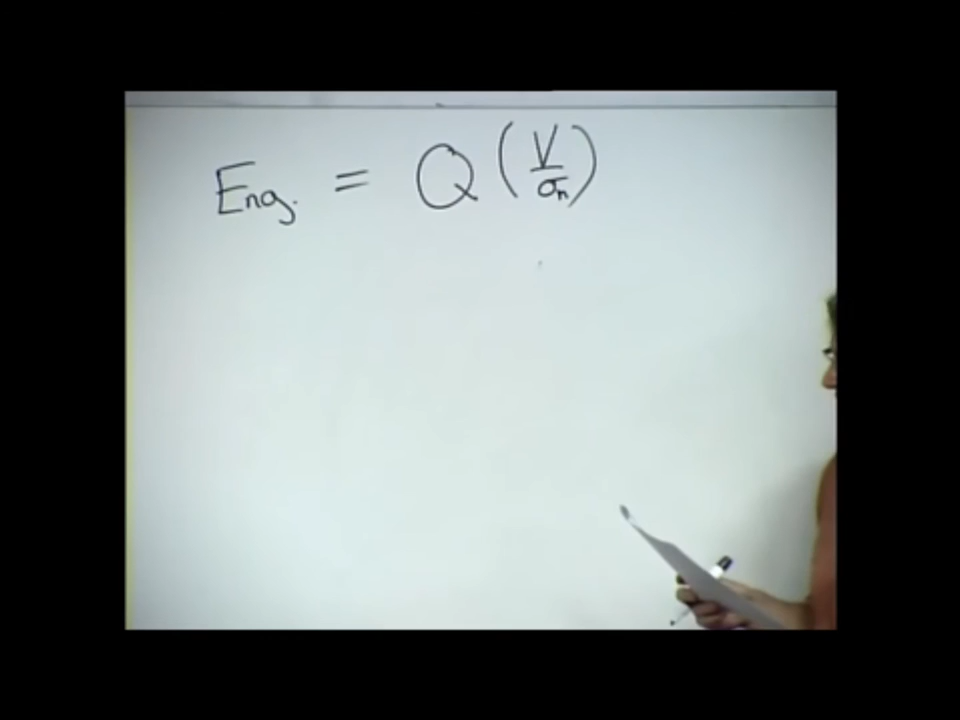 Eng. = Q (V/σn)